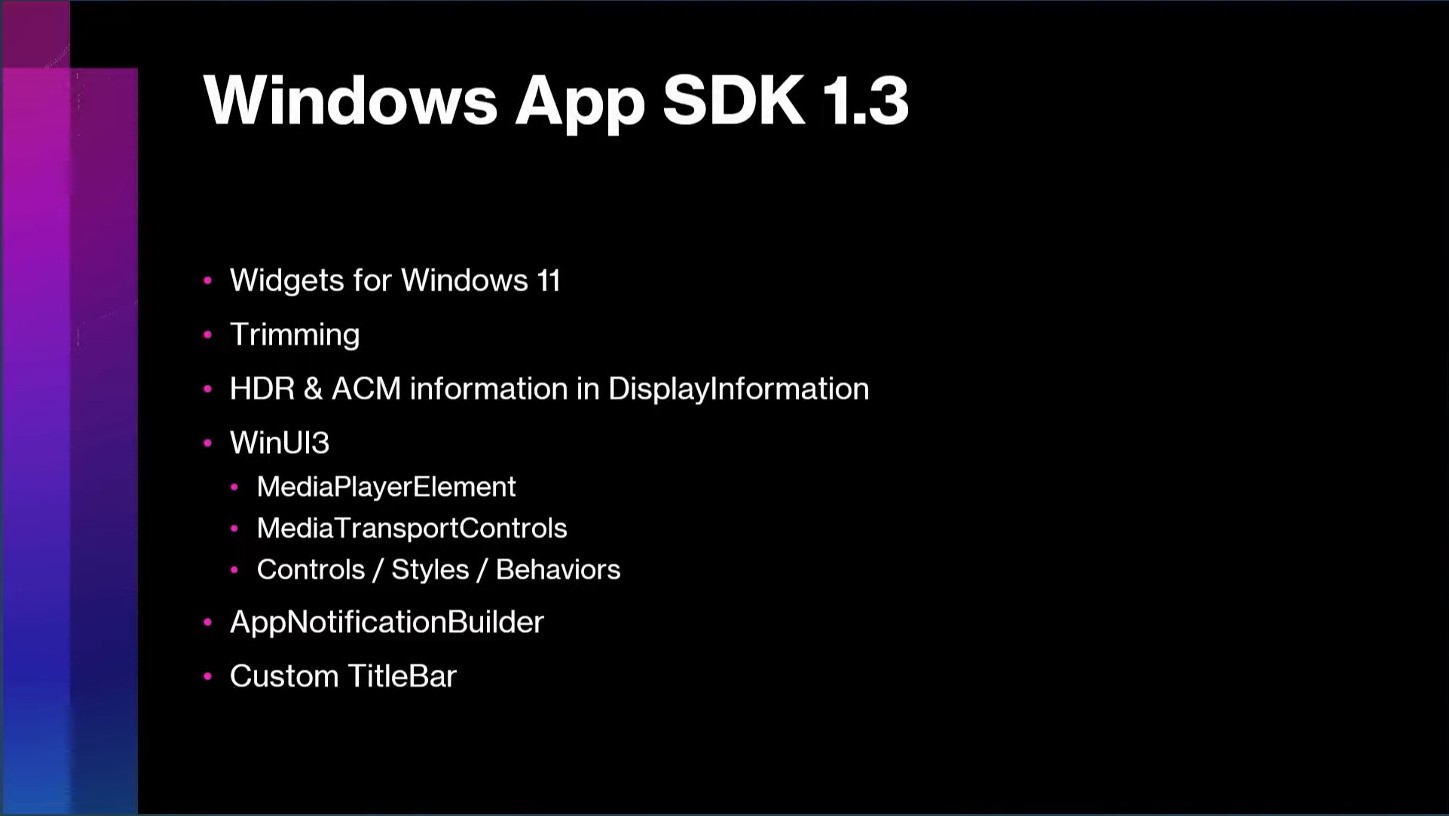 Windows App SDK 1.3
• Widgets for Windows 11
• Trimming
• HDR & ACM information in DisplayInformation
• WinUI3
• MediaPlayerElement
• MediaTransportControls
• Controls / Styles / Behaviors
• AppNotificationBuilder
• Custom TitleBar